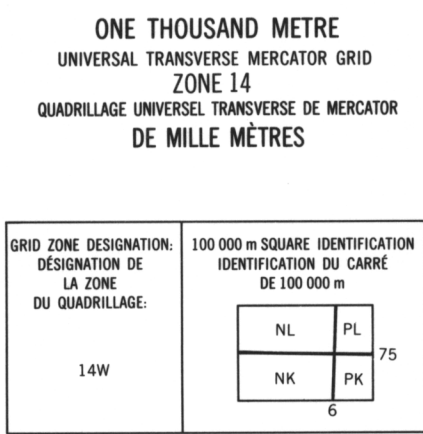 ONE THOUSAND METRE
UNIVERSAL TRANSVERSE MERCATOR GRID
ZONE 14
QUADRILLAGE UNIVERSEL TRANSVERSE DE MERCATOR
DE MILLE MÈTRES
GRID ZONE DESIGNATION:
DÉSIGNATION DE
LA ZONE
DU QUADRILLAGE:
14W
100 000 m SQUARE IDENTIFICATION
IDENTIFICATION DU CARRÉ
DE 100 000 m
NL PL
75
NK PK
6